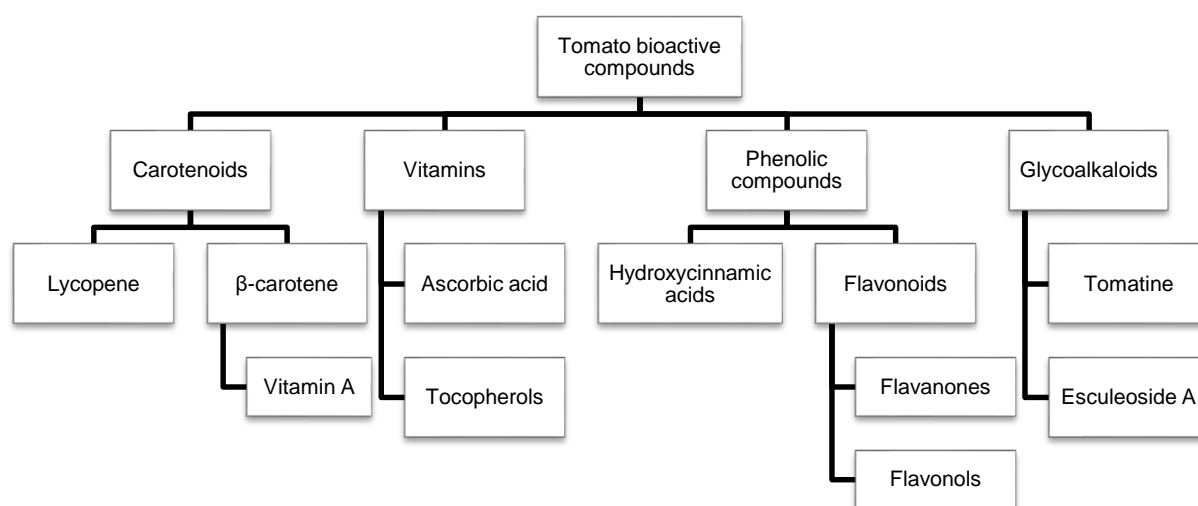 Tomato bioactive
compounds
Carotenoids
Vitamins
Phenolic
compounds
Glycoalkaloids
Lycopene
β-carotene
Ascorbic acid
Hydroxycinnamic
acids
Flavonoids
Tomatine
Vitamin A
Tocopherols
Flavanones
Esculeoside A
Flavonols